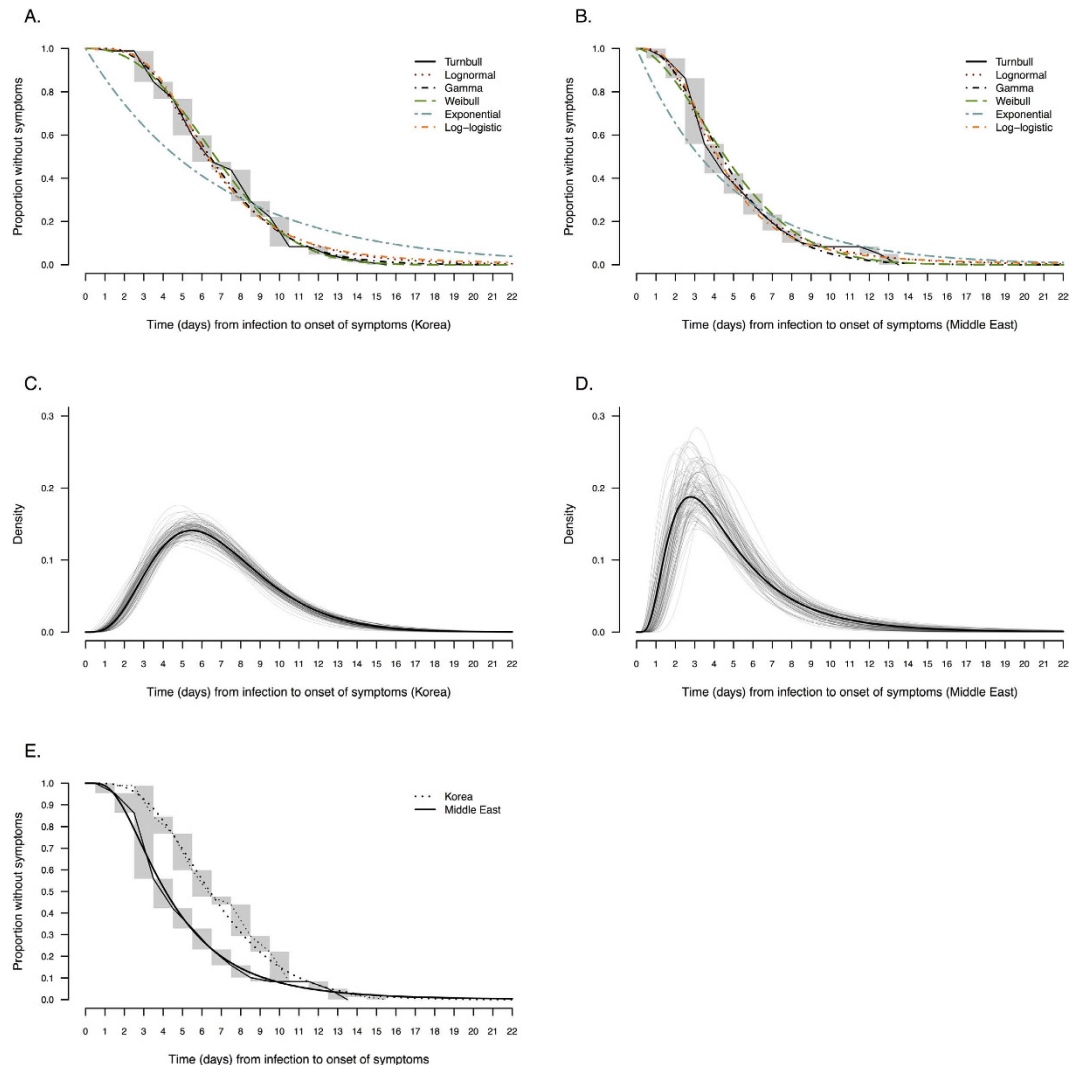 A.
1.0
0.8
0.6
0.4
0.2
0.0
Proportion without symptoms
Turnbull
Lognormal
Gamma
Weibull
Exponential
Log–logistic
0 1 2 3 4 5 6 7 8 9 10 11 12 13 14 15 16 17 18 19 20 21 22
Time (days) from infection to onset of symptoms (Korea)
B.
1.0
0.8
0.6
0.4
0.2
0.0
Proportion without symptoms
Turnbull
Lognormal
Gamma
Weibull
Exponential
Log–logistic
0 1 2 3 4 5 6 7 8 9 10 11 12 13 14 15 16 17 18 19 20 21 22
Time (days) from infection to onset of symptoms (Middle East)
C.
0.3
0.2
0.1
0.0
Density
0 1 2 3 4 5 6 7 8 9 10 11 12 13 14 15 16 17 18 19 20 21 22
Time (days) from infection to onset of symptoms (Korea)
D.
0.3
0.2
0.1
0.0
Density
0 1 2 3 4 5 6 7 8 9 10 11 12 13 14 15 16 17 18 19 20 21 22
Time (days) from infection to onset of symptoms (Middle East)
E.
1.0
0.9
0.8
0.7
0.6
0.5
0.4
0.3
0.2
0.1
0.0
Proportion without symptoms
Korea
Middle East
0 1 2 3 4 5 6 7 8 9 10 11 12 13 14 15 16 17 18 19 20 21 22
Time (days) from infection to onset of symptoms